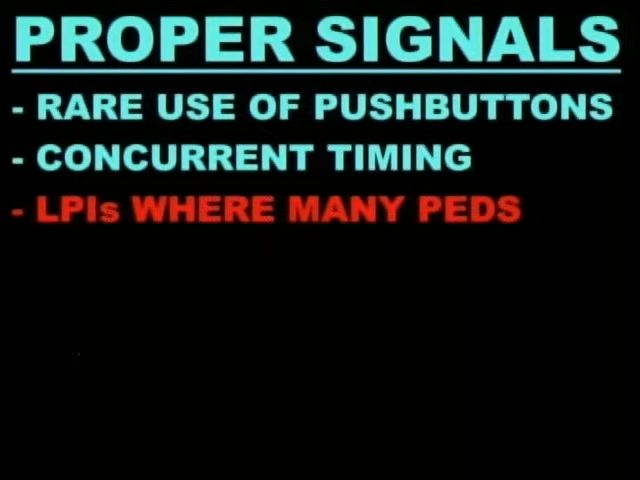 PROPER SIGNALS
- RARE USE OF PUSHBUTTONS
- CONCURRENT TIMING
- LPIs WHERE MANY PEDS